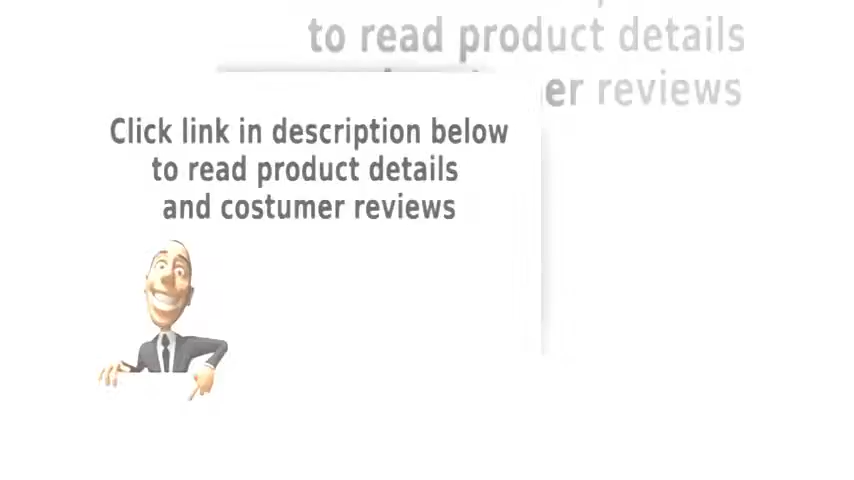 to read product details
er reviews
Click link in description below
to read product details
and costumer reviews